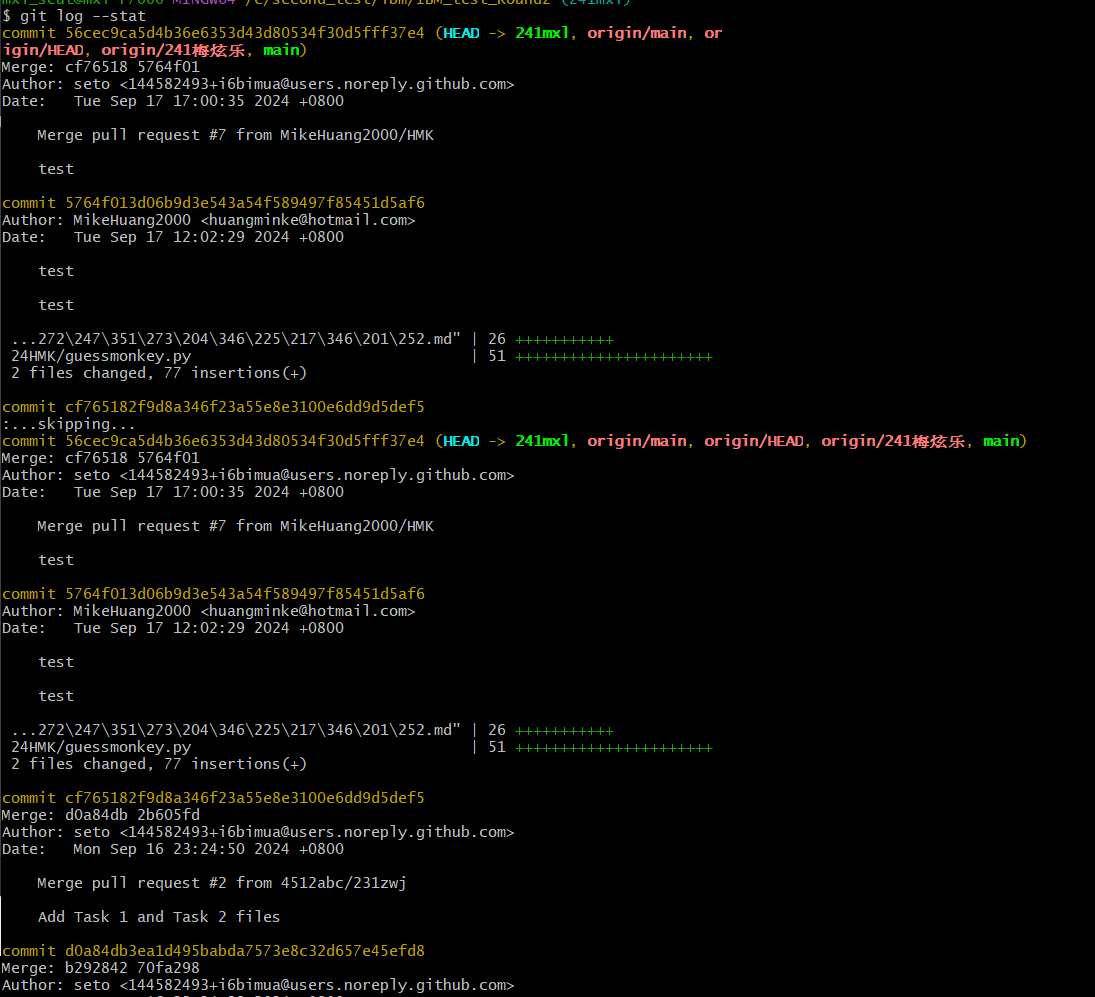 $ git log --stat
commit 56cec9ca5d4b36e6353d43d80534f30d5fff37e4 (HEAD -> 241mxl, origin/main, or
igin/HEAD, origin/241梅炫乐, main)
Merge: cf76518 5764f01
Author: seto <144582493+i6bimua@users.noreply.github.com>
Date:   Tue Sep 17 17:00:35 2024 +0800
Merge pull request #7 from MikeHuang2000/HMK
test
commit 5764f013d06b9d3e543a54f589497f85451d5af6
Author: MikeHuang2000 <huangminke@hotmail.com>
Date:   Tue Sep 17 12:02:29 2024 +0800
test
test
...272\247\351\273\204\346\225\217\346\201\252.md" | 26 +++++++++++
24HMK/guessmonkey.py | 51 ++++++++++++++++++++++
2 files changed, 77 insertions(+)
commit cf765182f9d8a346f23a55e8e3100e6dd9d5def5
:...skipping...
commit 56cec9ca5d4b36e6353d43d80534f30d5fff37e4 (HEAD -> 241mxl, origin/main, origin/HEAD, origin/241梅炫乐, main)
Merge: cf76518 5764f01
Author: seto <144582493+i6bimua@users.noreply.github.com>
Date:   Tue Sep 17 17:00:35 2024 +0800
Merge pull request #7 from MikeHuang2000/HMK
test
commit 5764f013d06b9d3e543a54f589497f85451d5af6
Author: MikeHuang2000 <huangminke@hotmail.com>
Date:   Tue Sep 17 12:02:29 2024 +0800
test
test
...272\247\351\273\204\346\225\217\346\201\252.md" | 26 +++++++++++
24HMK/guessmonkey.py | 51 ++++++++++++++++++++++
2 files changed, 77 insertions(+)
commit cf765182f9d8a346f23a55e8e3100e6dd9d5def5
Merge: d0a84db 2b605fd
Author: seto <144582493+i6bimua@users.noreply.github.com>
Date:   Mon Sep 16 23:24:50 2024 +0800
Merge pull request #2 from 4512abc/231zwj
Add Task 1 and Task 2 files
commit d0a84db3ea1d495babda7573e8c32d657e45efd8
Merge: b292842 70fa298
Author: seto <144582493+i6bimua@users.noreply.github.com>